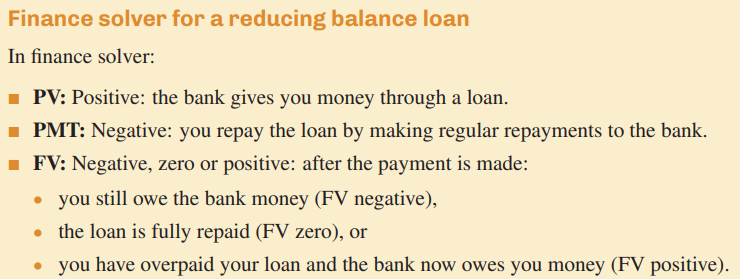 Finance solver for a reducing balance loan
In finance solver:
■ PV: Positive: the bank gives you money through a loan.
■ PMT: Negative: you repay the loan by making regular repayments to the bank.
■ FV: Negative, zero or positive: after the payment is made:
• you still owe the bank money (FV negative),
• the loan is fully repaid (FV zero), or
• you have overpaid your loan and the bank now owes you money (FV positive).